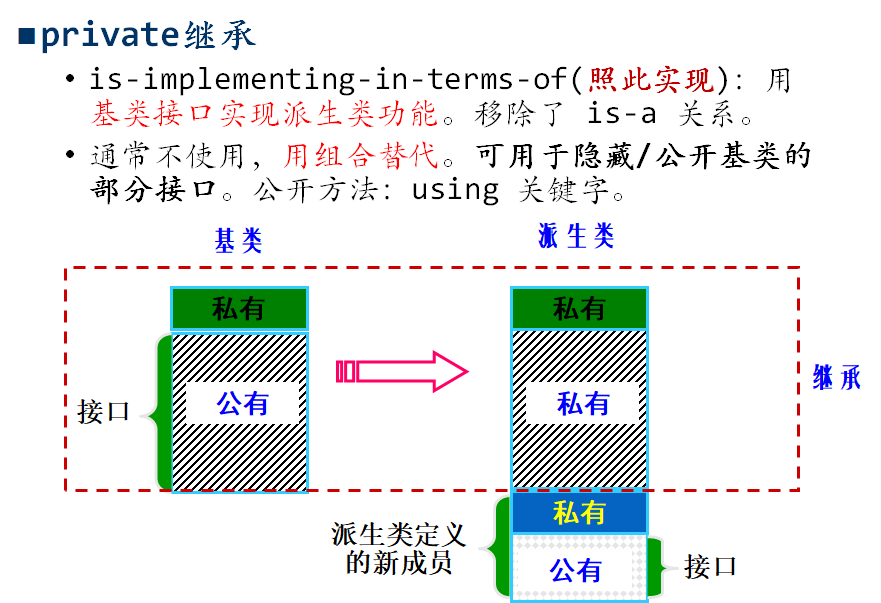 ■private继承
• is-implementing-in-terms-of(照此实现): 用
基类接口实现派生类功能。移除了 is-a 关系。
• 通常不使用, 用组合替代。可用于隐藏/公开基类的
部分接口。公开方法: using 关键字。
基类
派生类
私有
私有
公有
私有
接口
继承
私有
派生类定义
的新成员
公有
接口